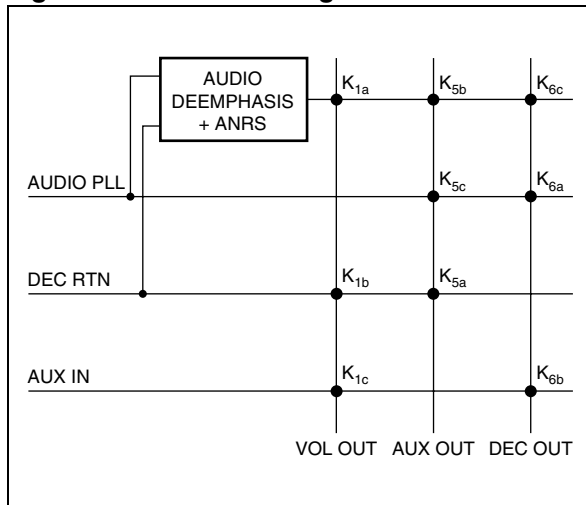 AUDIO
DEEMPHASIS
+ ANRS
K1a
K5b
K6c
AUDIO PLL
K5c
K6a
DEC RTN
K1b
K5a
AUX IN
K1c
K6b
VOL OUT AUX OUT DEC OUT